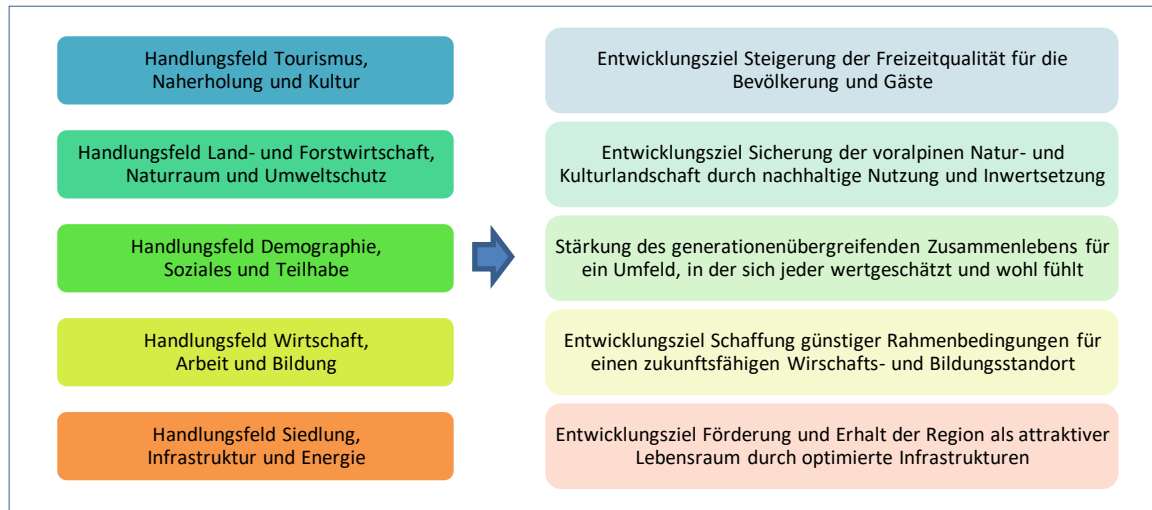 Handlungsfeld Tourismus,
Naherholung und Kultur
Entwicklungsziel Steigerung der Freizeitqualität für die
Bevölkerung und Gäste
Handlungsfeld Land- und Forstwirtschaft,
Naturraum und Umweltschutz
Entwicklungsziel Sicherung der voralpinen Natur- und
Kulturlandschaft durch nachhaltige Nutzung und Inwertsetzung
Handlungsfeld Demographie,
Soziales und Teilhabe
Stärkung des generationenübergreifenden Zusammenlebens für
ein Umfeld, in der sich jeder wertgeschätzt und wohl fühlt
Handlungsfeld Wirtschaft,
Arbeit und Bildung
Entwicklungsziel Schaffung günstiger Rahmenbedingungen für
einen zukunftsfähigen Wirschafts- und Bildungsstandort
Handlungsfeld Siedlung,
Infrastruktur und Energie
Entwicklungsziel Förderung und Erhalt der Region als attraktiver
Lebensraum durch optimierte Infrastrukturen